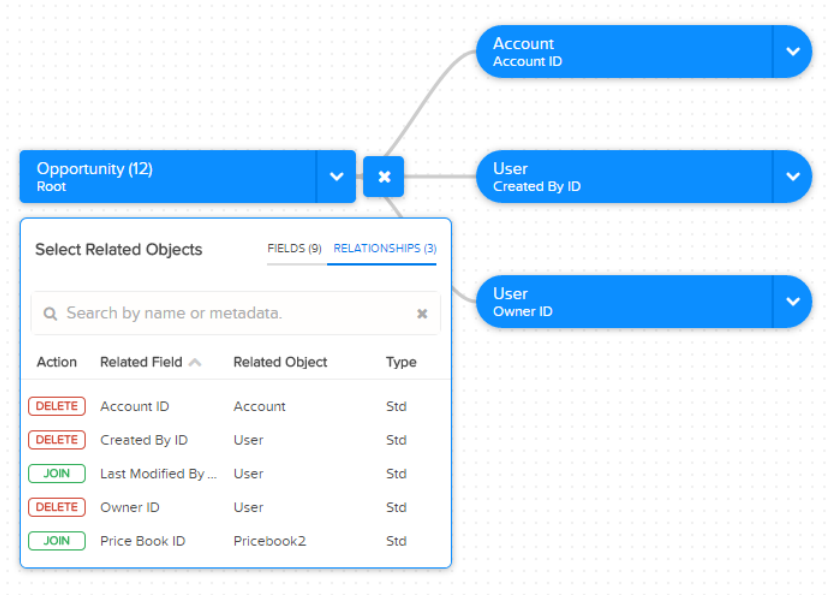 Account
Account ID
Opportunity (12)
Root
User
Created By ID
Select Related Objects FIELDS (9) RELATIONSHIPS (3)
User
Owner ID
Search by name or metadata.
Action Related Field Related Object Type
DELETE Account ID Account Std
DELETE Created By ID User Std
JOIN Last Modified By ... User Std
DELETE Owner ID User Std
JOIN Price Book ID Pricebook2 Std